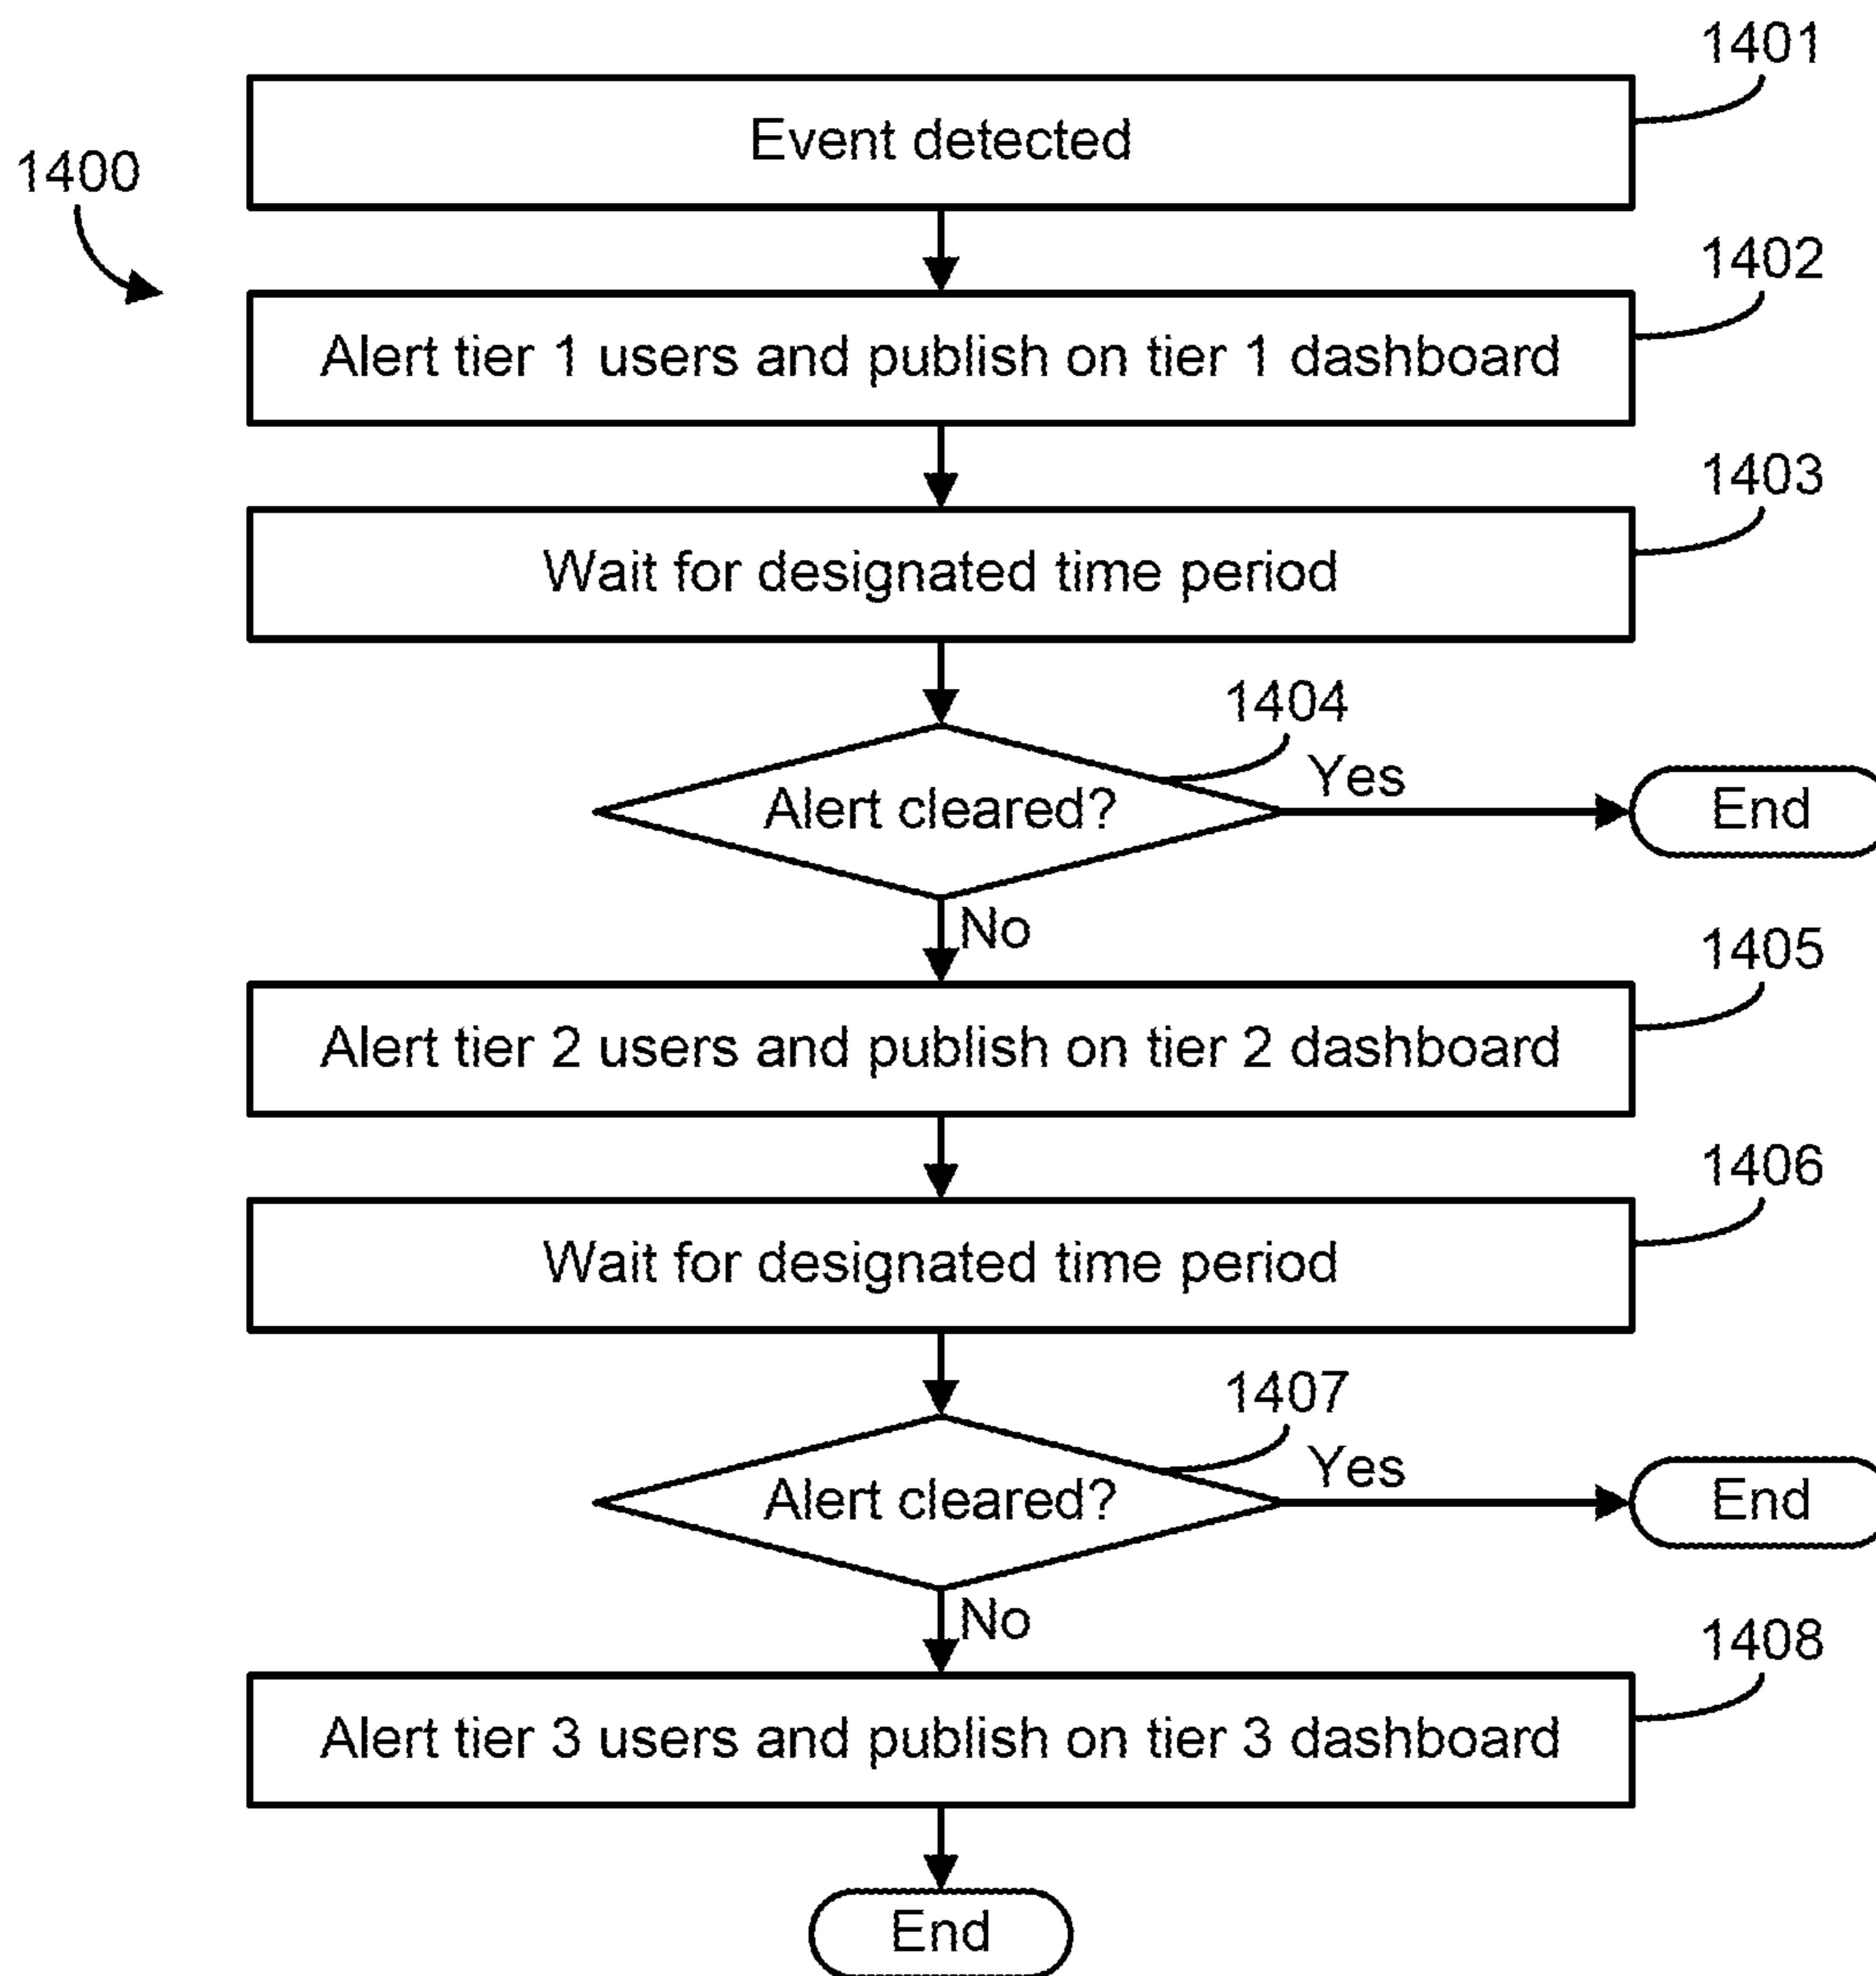 1401
Event detected
1400
1402
Alert tier 1 users and publish on tier 1 dashboard
1403
Wait for designated time period
1404
Alert cleared?
Yes
End
No
1405
Alert tier 2 users and publish on tier 2 dashboard
1406
Wait for designated time period
1407
Alert cleared?
Yes
End
No
1408
Alert tier 3 users and publish on tier 3 dashboard
End